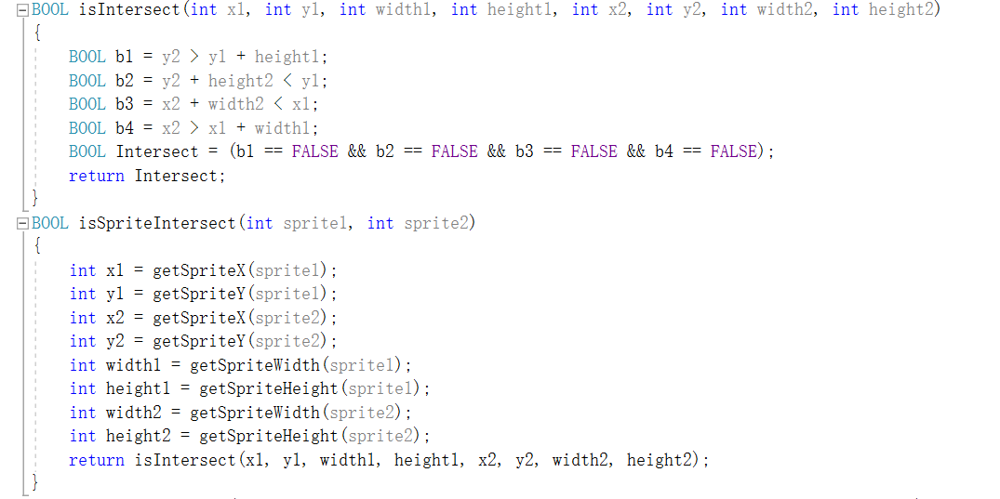 BOOL isIntersect(int x1, int y1, int width1, int height1, int x2, int y2, int width2, int height2)
{
BOOL b1 = y2 > y1 + height1;
BOOL b2 = y2 + height2 < y1;
BOOL b3 = x2 + width2 < x1;
BOOL b4 = x2 > x1 + width1;
BOOL Intersect = (b1 == FALSE && b2 == FALSE && b3 == FALSE && b4 == FALSE);
return Intersect;
}
BOOL isSpriteIntersect(int sprite1, int sprite2)
{
int x1 = getSpriteX(sprite1);
int y1 = getSpriteY(sprite1);
int x2 = getSpriteX(sprite2);
int y2 = getSpriteY(sprite2);
int width1 = getSpriteWidth(sprite1);
int height1 = getSpriteHeight(sprite1);
int width2 = getSpriteWidth(sprite2);
int height2 = getSpriteHeight(sprite2);
return isIntersect(x1, y1, width1, height1, x2, y2, width2, height2);
}